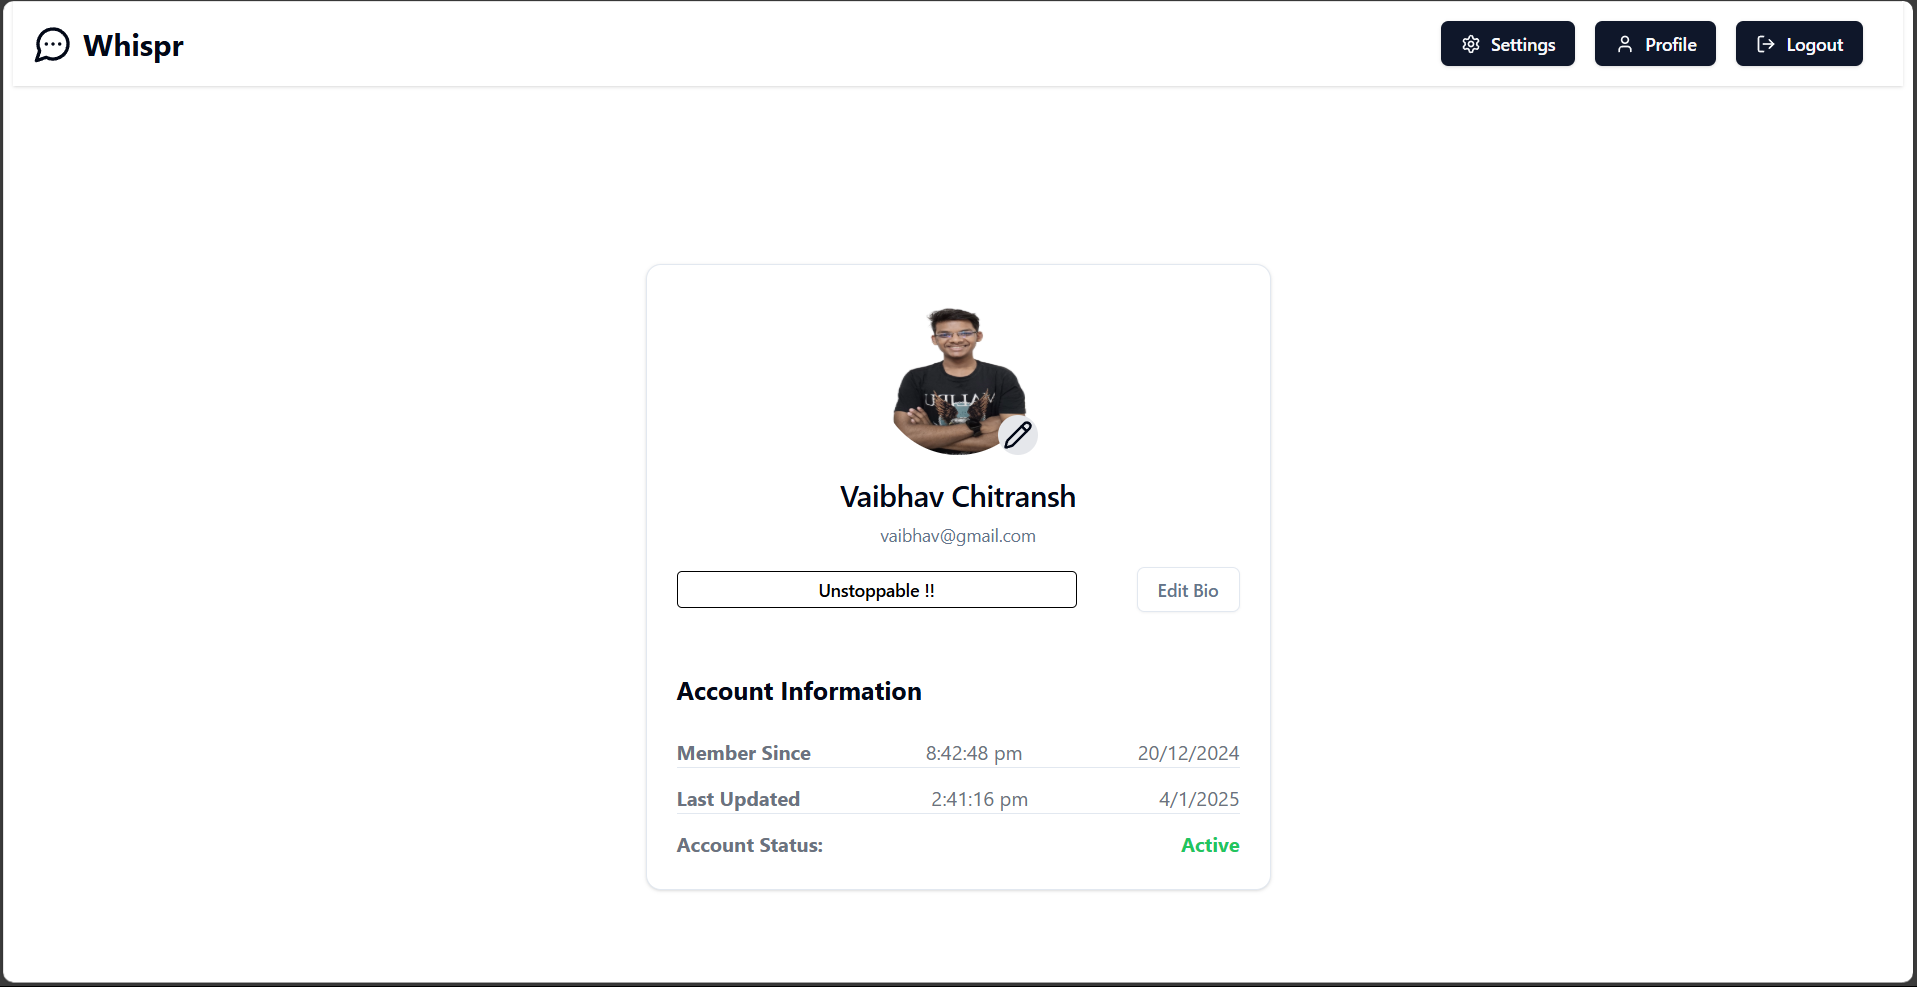 Whispr
Settings
Profile
Logout
Vaibhav Chitransh
vaibhav@gmail.com
Unstoppable !!
Edit Bio
Account Information
Member Since 8:42:48 pm 20/12/2024
Last Updated 2:41:16 pm 4/1/2025
Account Status: Active